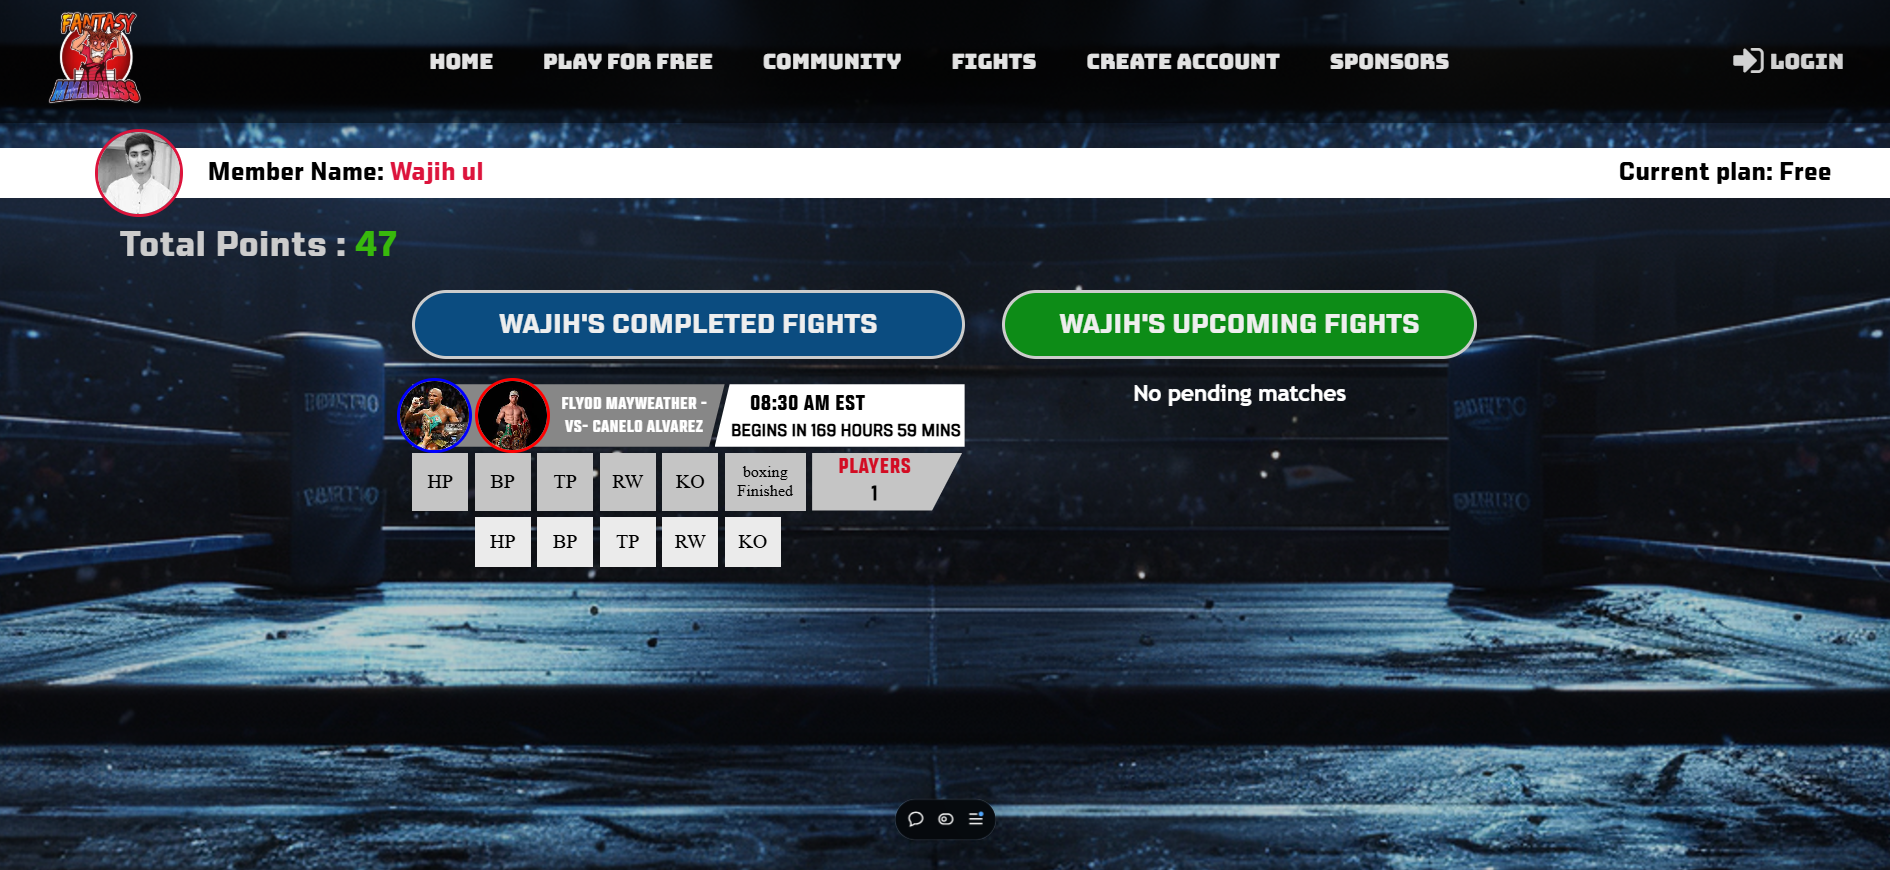 FANTASY
MMADNESS
HOME
PLAY FOR FREE
COMMUNITY
FIGHTS
CREATE ACCOUNT
SPONSORS
LOGIN
Member Name: Wajih ul
Current plan: Free
Total Points : 47
WAJIH'S COMPLETED FIGHTS
WAJIH'S UPCOMING FIGHTS
FLYOD MAYWEATHER -
VS- CANELO ALVAREZ
08:30 AM EST
BEGINS IN 169 HOURS 59 MINS
No pending matches
HP
BP
TP
RW
KO
boxing
Finished
PLAYERS
1
HP
BP
TP
RW
KO